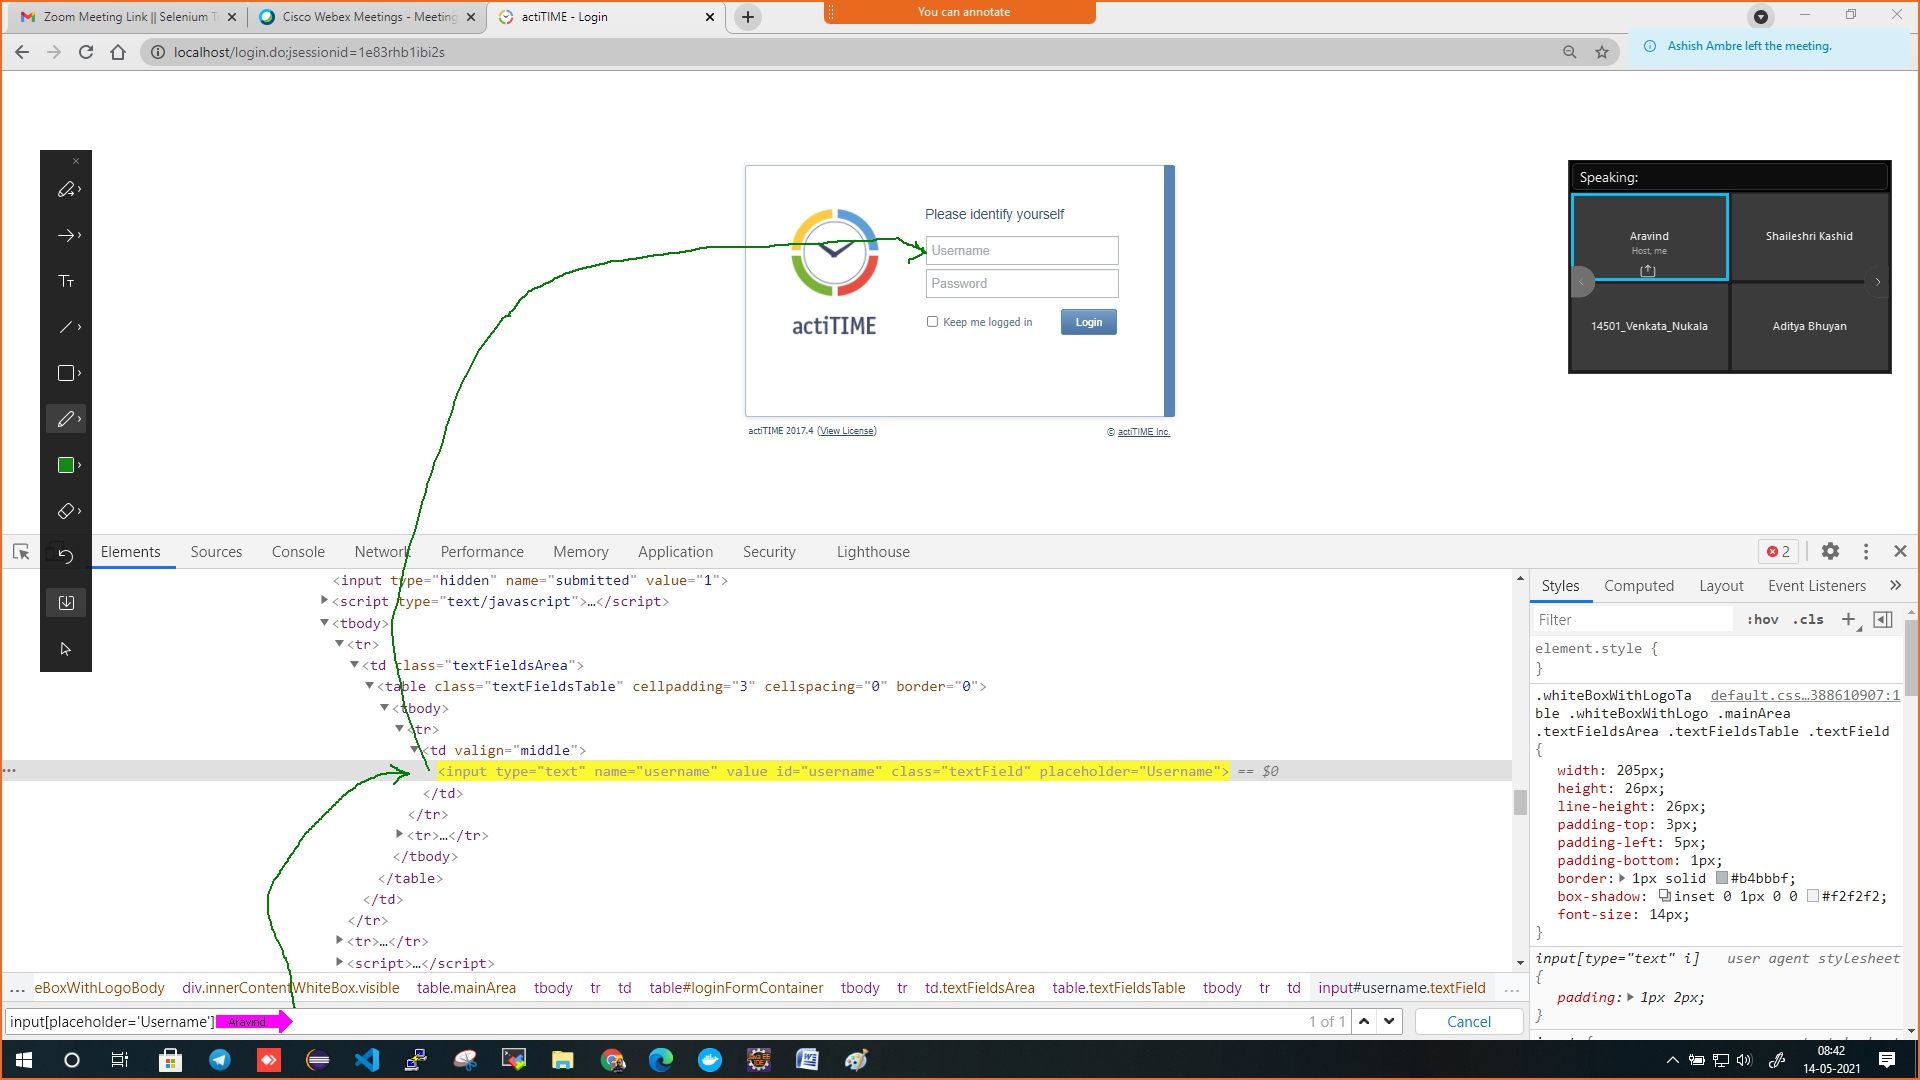 You can annotate
Zoom Meeting Link || Selenium T
Cisco Webex Meetings - Meeting
actiTIME - Login
localhost/login.do;jsessionid=1e83rhb1ibi2s
Ashish Ambre left the meeting.
Speaking:
Aravind
Host, me
Shaileshri Kashid
14501_Venkata_Nukala
Aditya Bhuyan
Please identify yourself
Username
Password
Keep me logged in
Login
actiTIME
actiTIME 2017.4 (View License)
© actiTIME Inc.
Tт
Elements Sources Console Network Performance Memory Application Security Lighthouse
2
<input type="hidden" name="submitted" value="1">
<script type="text/javascript">…</script>
<tbody>
<tr>
<td class="textFieldsArea">
<table class="textFieldsTable" cellpadding="3" cellspacing="0" border="0">
<tbody>
<tr>
<td valign="middle">
... <input type="text" name="username" value id="username" class="textField" placeholder="Username"> == $0
</td>
</tr>
<tr>…</tr>
</tbody>
</table>
</td>
</tr>
<tr>…</tr>
<script>…</script>
... eBoxWithLogoBody div.innerContentWhiteBox.visible table.mainArea tbody tr td table#loginFormContainer tbody tr td.textFieldsArea table.textFieldsTable tbody tr td input#username.textField ...
input[placeholder='Username'] Aravind
1 of 1
Cancel
Styles Computed Layout Event Listeners »
Filter
:hov .cls +
element.style {
}
.whiteBoxWithLogoTa default.css…388610907:1
ble .whiteBoxWithLogo .mainArea
.textFieldsArea .textFieldsTable .textField
{
width: 205px;
height: 26px;
line-height: 26px;
padding-top: 3px;
padding-left: 5px;
padding-bottom: 1px;
border: 1px solid #b4bbbf;
box-shadow: inset 0 1px 0 0 #f2f2f2;
font-size: 14px;
}
input[type="text" i] user agent stylesheet
{
padding: 1px 2px;
}
08:42
14-05-2021